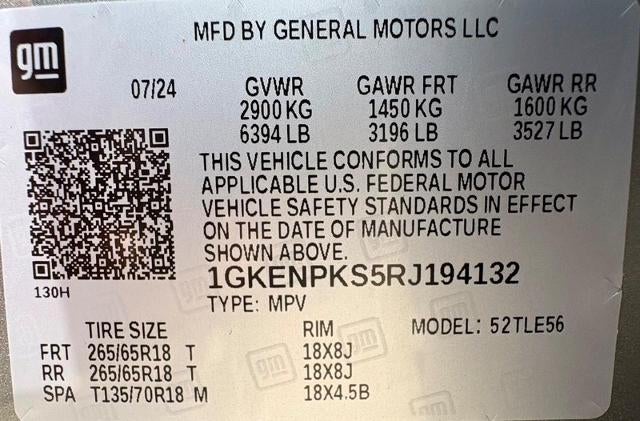 gm
MFD BY GENERAL MOTORS LLC
07/24 GVWR GAWR FRT GAWR RR
2900 KG 1450 KG 1600 KG
6394 LB 3196 LB 3527 LB
THIS VEHICLE CONFORMS TO ALL
APPLICABLE U.S. FEDERAL MOTOR
VEHICLE SAFETY STANDARDS IN EFFECT
ON THE DATE OF MANUFACTURE
SHOWN ABOVE.
130H
1GKENPKS5RJ194132
TYPE: MPV
TIRE SIZE RIM MODEL: 52TLE56
FRT 265/65R18 T 18X8J
RR 265/65R18 T 18X8J
SPA T135/70R18 M 18X4.5B